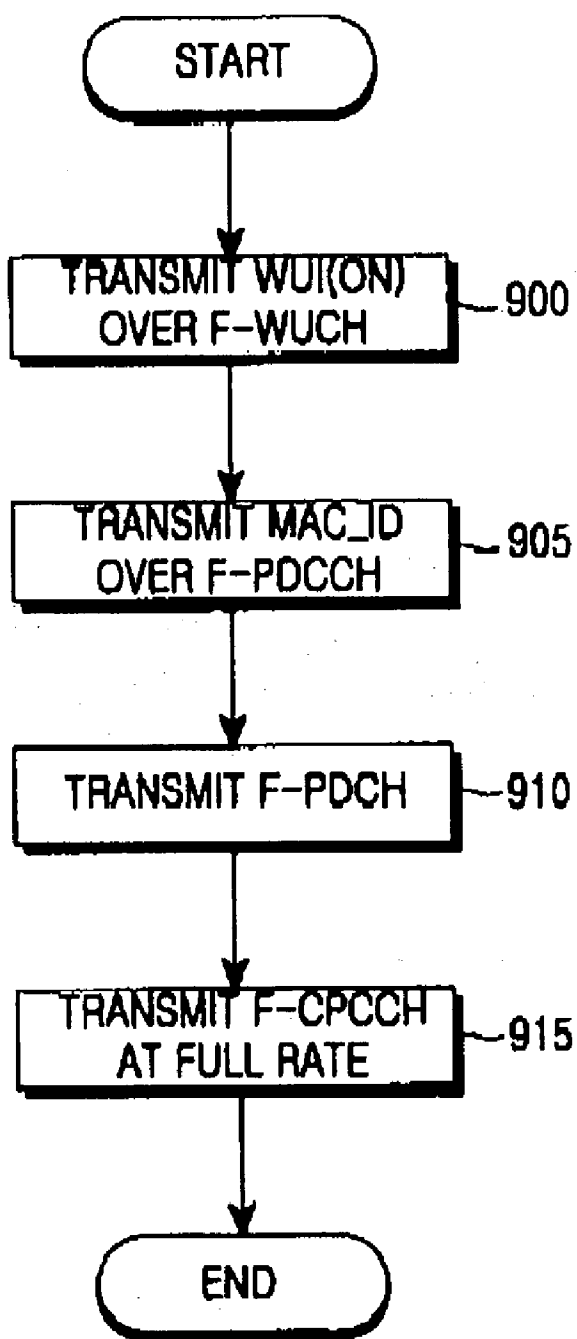 START
TRANSMIT WUI(ON)
OVER F-WUCH
900
TRANSMIT MAC_ID
OVER F-PDCCH
905
TRANSMIT F-PDCH
910
TRANSMIT F-CPCCH
AT FULL RATE
915
END